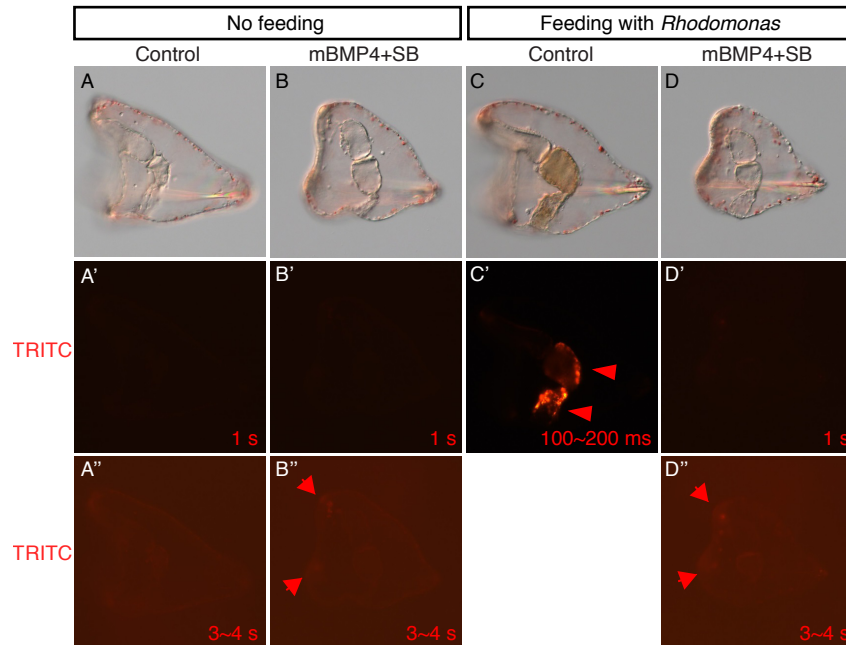 No feeding Feeding with Rhodomonas
Control mBMP4+SB Control mBMP4+SB
A B C D
A' B' C' D'
TRITC
1 s 1 s 100~200 ms 1 s
A'' B'' D''
TRITC
3~4 s 3~4 s 3~4 s